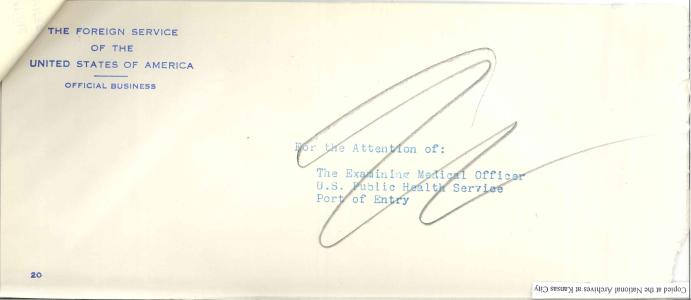 THE FOREIGN SERVICE
OF THE
UNITED STATES OF AMERICA
OFFICIAL BUSINESS
For the Attention of:
The Examining Medical Officer
U.S. Public Health Service
Port of Entry
20
Copied at the National Archives at Kansas City